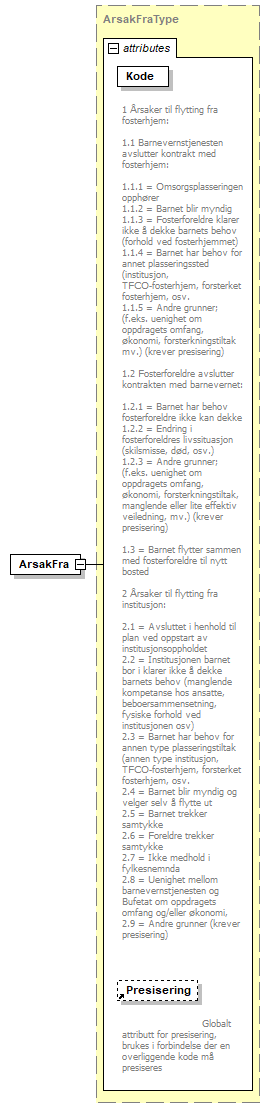 ArsakFraType
attributes
Kode
1 Årsaker til flytting fra
fosterhjem:
1.1 Barnevernstjenesten
avslutter kontrakt med
fosterhjem:
1.1.1 = Omsorgsplasseringen
opphører
1.1.2 = Barnet blir myndig
1.1.3 = Fosterforeldre klarer
ikke å dekke barnets behov
(forhold ved fosterhjemmet)
1.1.4 = Barnet har behov for
annet plasseringssted
(institusjon,
TFCO-fosterhjem, forsterket
fosterhjem, osv.
1.1.5 = Andre grunner;
(f.eks. uenighet om
oppdragets omfang,
økonomi, forsterkningstiltak
mv.) (krever presisering)
1.2 Fosterforeldre avslutter
kontrakten med barnevernet:
1.2.1 = Barnet har behov
fosterforeldre ikke kan dekke
1.2.2 = Endring i
fosterforeldres livssituasjon
(skilsmisse, død, osv.)
1.2.3 = Andre grunner;
(f.eks. uenighet om
oppdragets omfang,
økonomi, forsterkningstiltak,
manglende eller lite effektiv
veiledning, mv.) (krever
presisering)
1.3 = Barnet flytter sammen
med fosterforeldre til nytt
bosted
ArsakFra
2 Årsaker til flytting fra
institusjon:
2.1 = Avsluttet i henhold til
plan ved oppstart av
institusjonsoppholdet
2.2 = Institusjonen barnet
bor i klarer ikke å dekke
barnets behov (manglende
kompetanse hos ansatte,
beboersammensetning,
fysiske forhold ved
institusjonen osv)
2.3 = Barnet har behov for
annen type plasseringstiltak
(annen type institusjon,
TFCO-fosterhjem, forsterket
fosterhjem, osv.
2.4 = Barnet blir myndig og
velger selv å flytte ut
2.5 = Barnet trekker
samtykke
2.6 = Foreldre trekker
samtykke
2.7 = Ikke medhold i
fylkesnemnda
2.8 = Uenighet mellom
barnevernstjenesten og
Bufetat om oppdragets
omfang og/eller økonomi,
2.9 = Andre grunner (krever
presisering)
Presisering
Globalt
attributt for presisering,
brukes i forbindelse der en
overliggende kode må
presiseres